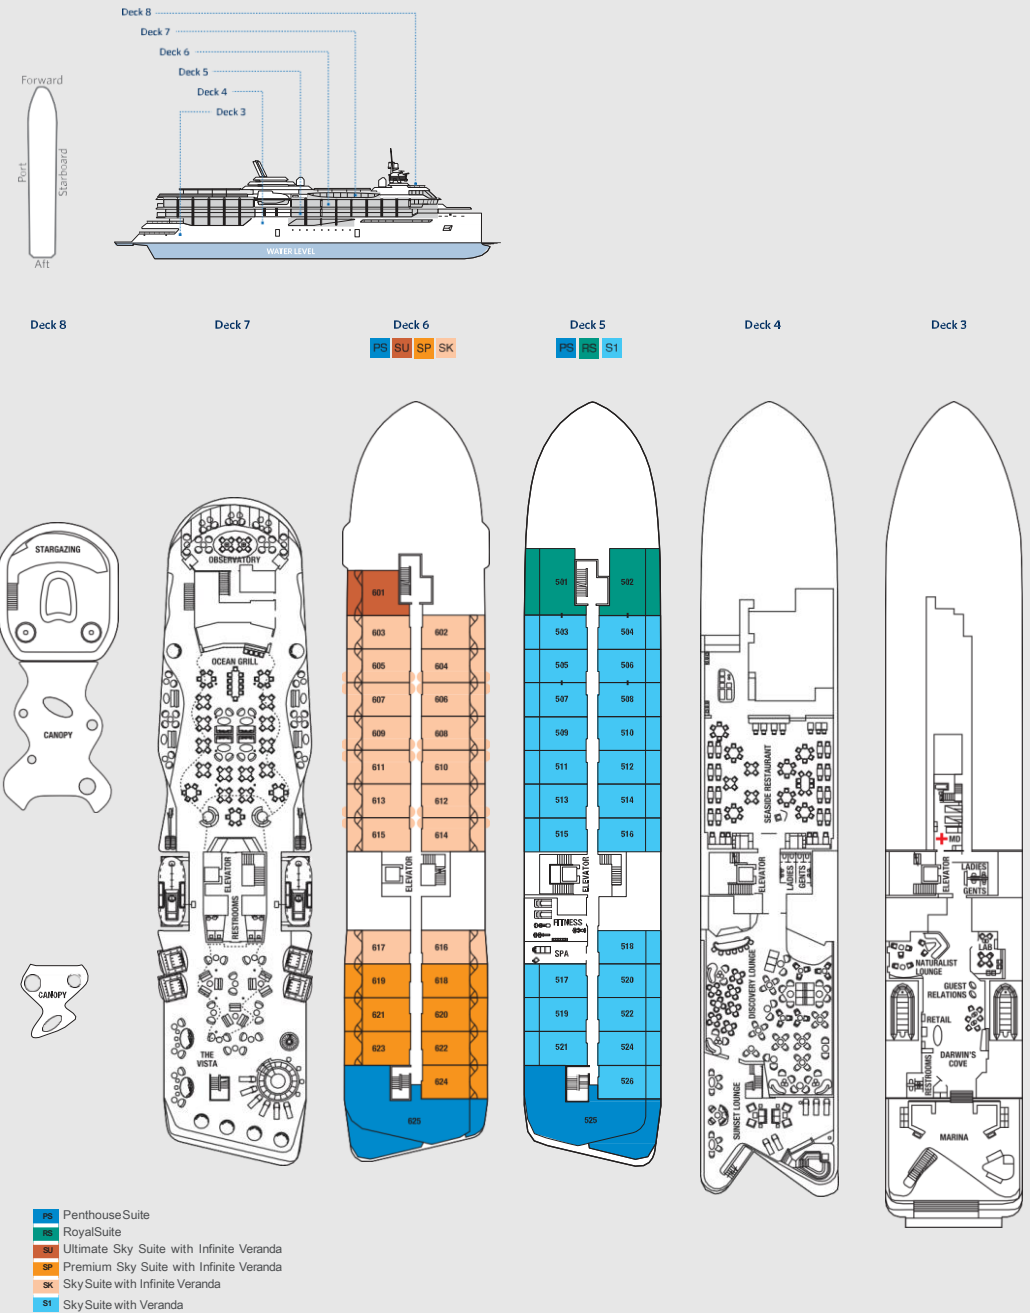 Deck 8
Deck 7
Deck 6
Deck 5
Deck 4
Deck 3
Forward
Port
Starboard
Aft
WATER LEVEL
Deck 8
Deck 7
Deck 6
Deck 5
Deck 4
Deck 3
PS SU SP SK
PS RS S1
STARGAZING
CANOPY
CANOPY
OBSERVATORY
OCEAN GRILL
ELEVATOR
RESTROOMS
THE
VISTA
601
603 602
605 604
607 606
609 608
611 610
613 612
615 614
ELEVATOR
617 616
619 618
621 620
623 622
624
625
501 502
503 504
505 506
507 508
509 510
511 512
513 514
515 516
ELEVATOR
FITNESS
SPA
518
517 520
519 522
521 524
526
525
SEASIDE RESTAURANT
ELEVATOR
LADIES
GENTS
DISCOVERY LOUNGE
SUNSET LOUNGE
MD
ELEVATOR
LADIES
GENTS
LAB
NATURALIST
LOUNGE
GUEST
RELATIONS
RETAIL
DARWIN'S
COVE
RESTROOMS
MARINA
PS Penthouse Suite
RS Royal Suite
SU Ultimate Sky Suite with Infinite Veranda
SP Premium Sky Suite with Infinite Veranda
SK Sky Suite with Infinite Veranda
S1 Sky Suite with Veranda